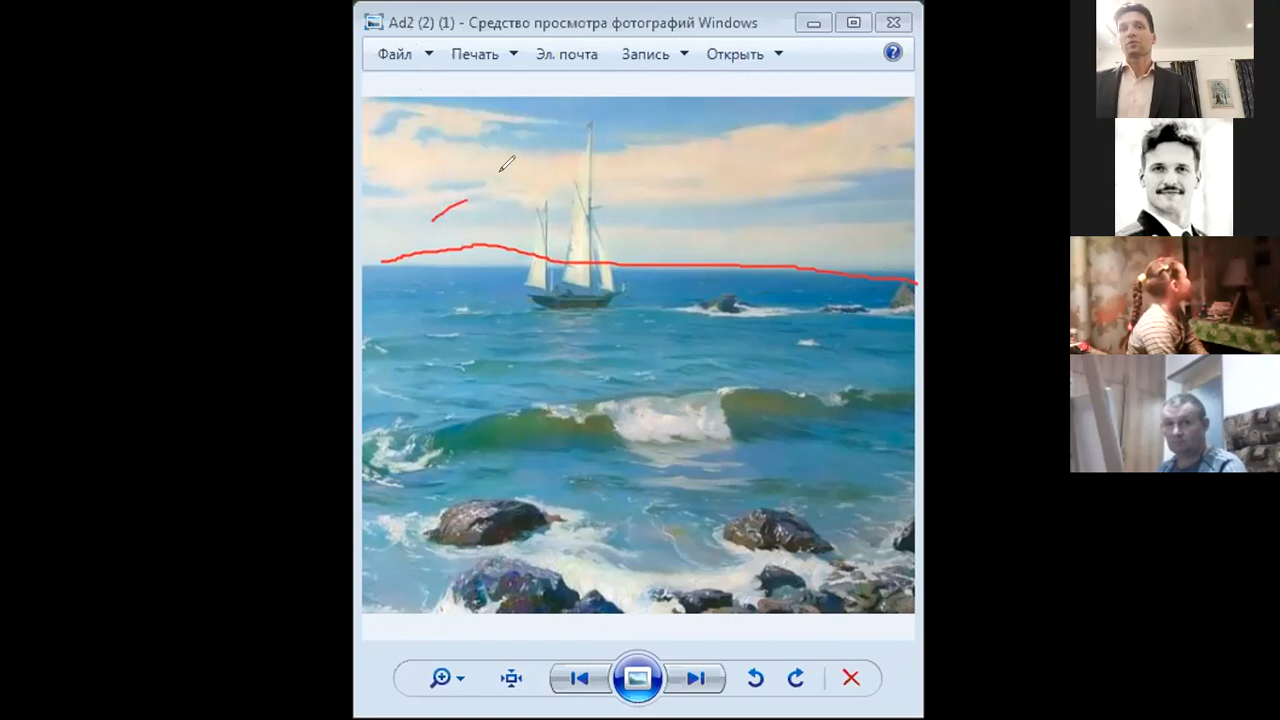 Ad2 (2) (1) - Средство просмотра фотографий Windows
Файл Печать Эл. почта Запись Открыть